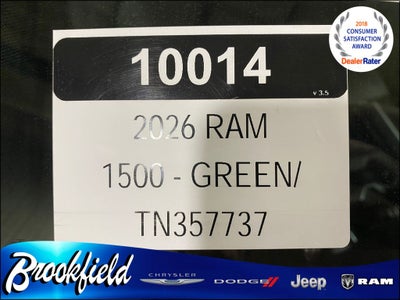 10014
v 3.5
2018
CONSUMER
SATISFACTION
AWARD
DealerRater
2026 RAM
1500 - GREEN/
TN357737
Brookfield
CHRYSLER
DODGE
Jeep
RAM